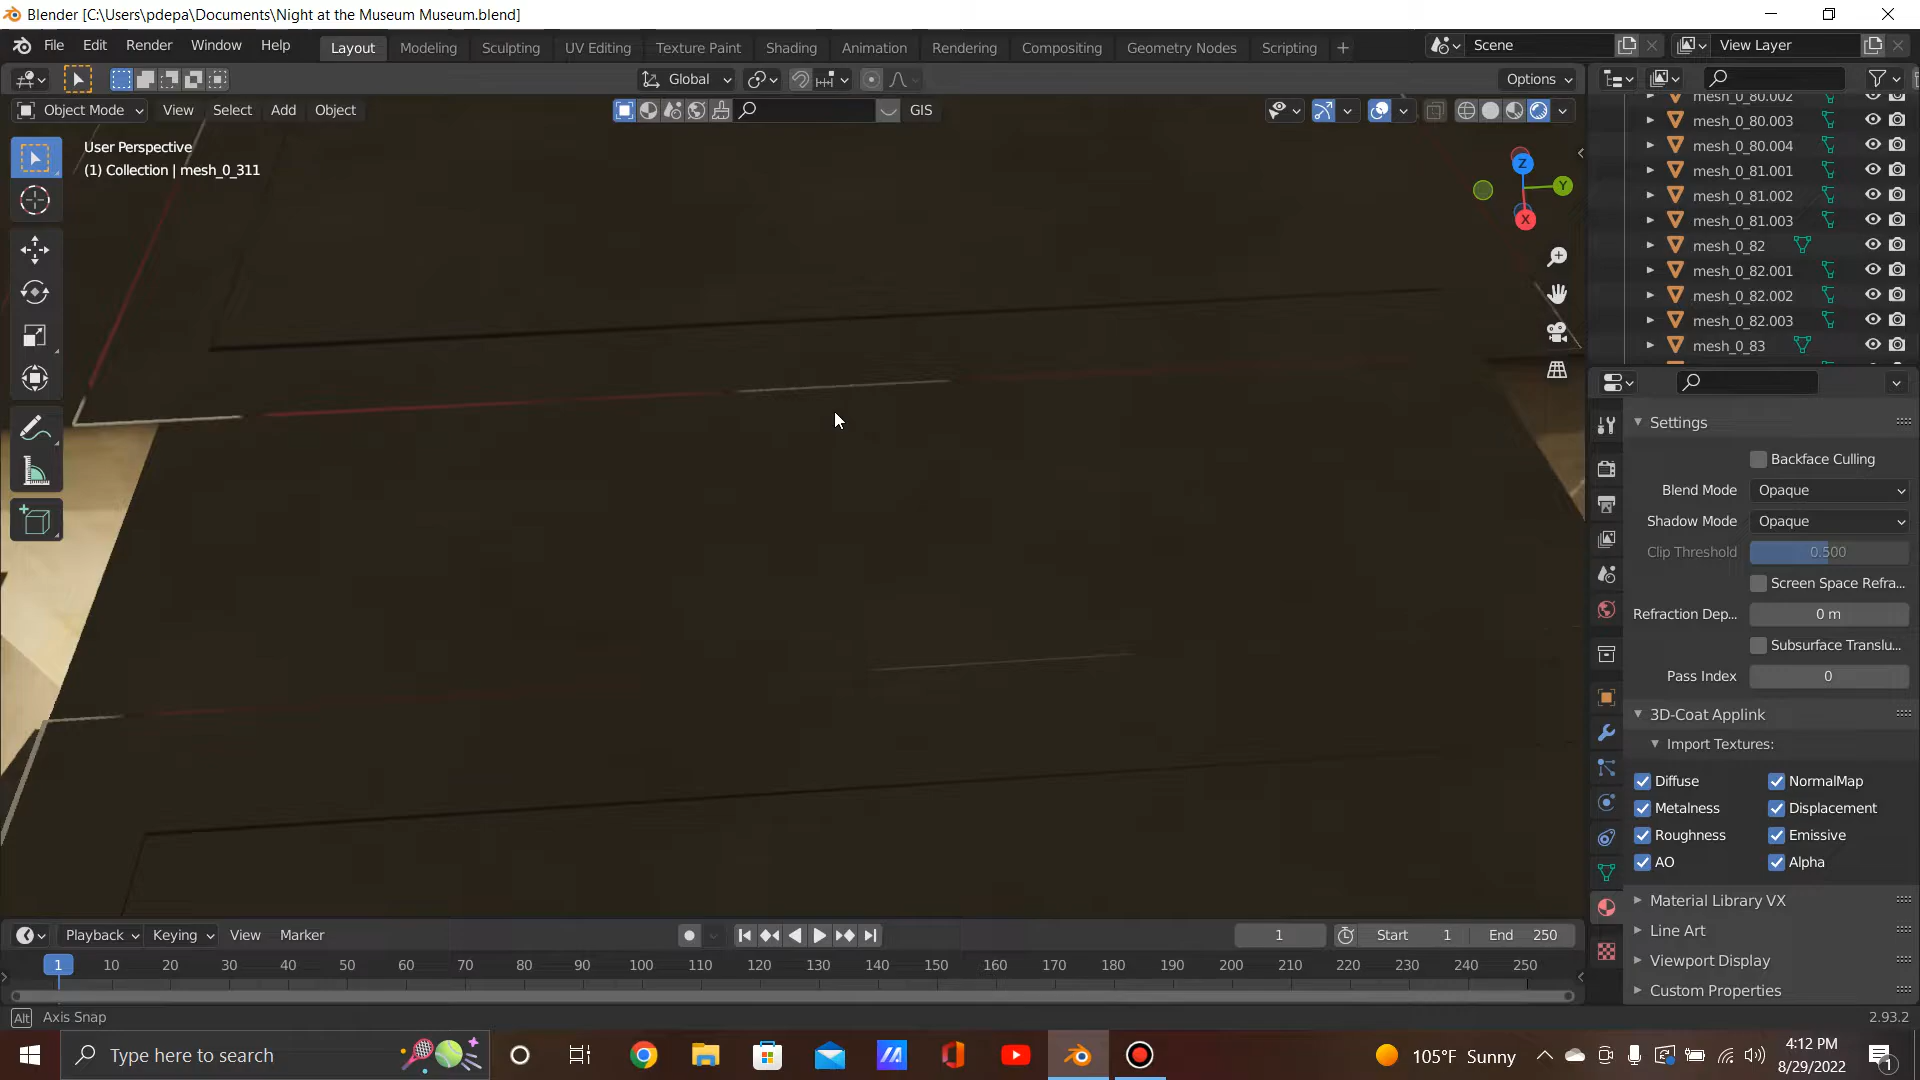 Blender [C:\Users\pdepa\Documents\Night at the Museum Museum.blend]
File Edit Render Window Help Layout Modeling Sculpting UV Editing Texture Paint Shading Animation Rendering Compositing Geometry Nodes Scripting + Scene View Layer
Global Options
Object Mode View Select Add Object GIS
User Perspective
(1) Collection | mesh_0_311
Z
Y
X
mesh_0_80.002
mesh_0_80.003
mesh_0_80.004
mesh_0_81.001
mesh_0_81.002
mesh_0_81.003
mesh_0_82
mesh_0_82.001
mesh_0_82.002
mesh_0_82.003
mesh_0_83
Settings
Backface Culling
Blend Mode Opaque
Shadow Mode Opaque
Clip Threshold 0.500
Screen Space Refra...
Refraction Dep... 0 m
Subsurface Translu...
Pass Index 0
3D-Coat Applink
Import Textures:
Diffuse NormalMap
Metalness Displacement
Roughness Emissive
AO Alpha
Material Library VX
Line Art
Viewport Display
Custom Properties
Playback Keying View Marker 1 Start 1 End 250
1 10 20 30 40 50 60 70 80 90 100 110 120 130 140 150 160 170 180 190 200 210 220 230 240 250
Alt Axis Snap 2.93.2
Type here to search 105°F Sunny 4:12 PM
8/29/2022
1